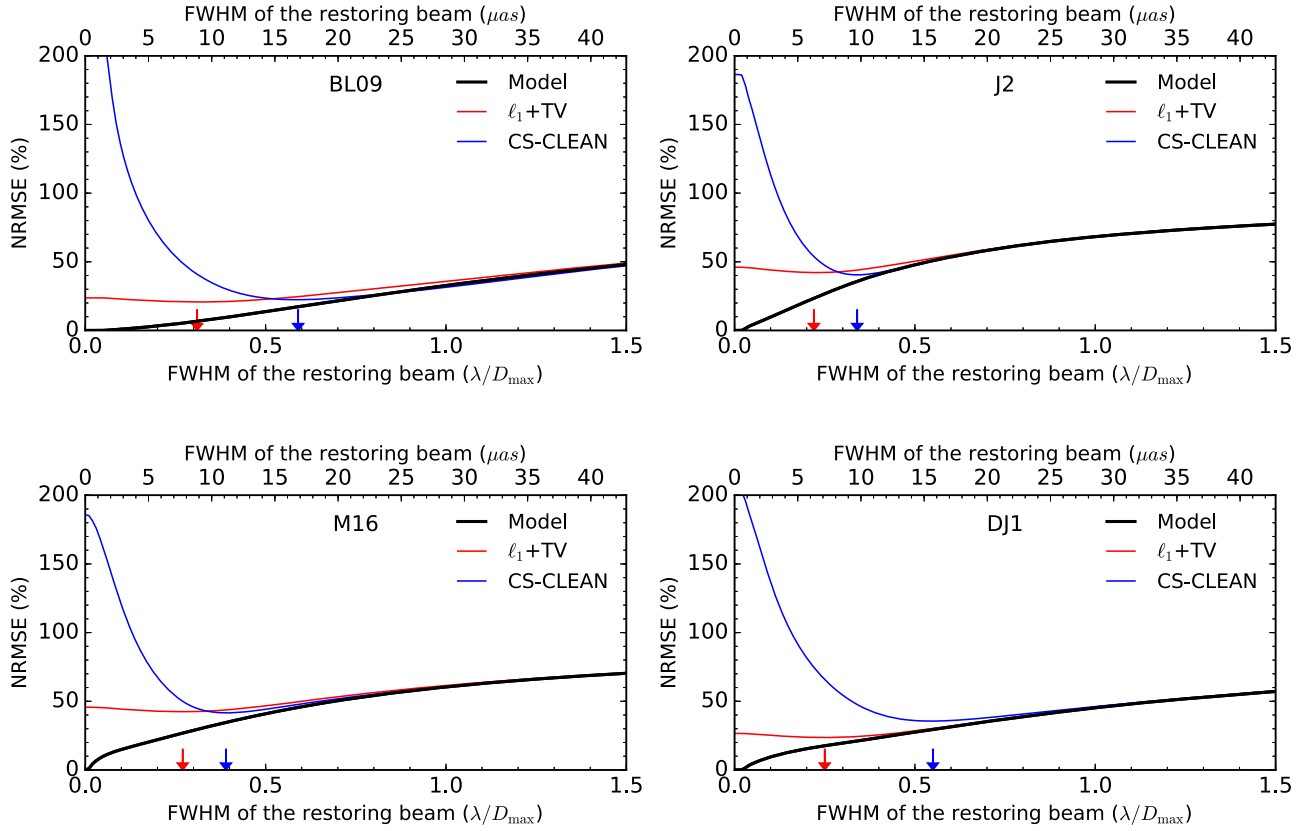 FWHM of the restoring beam (μas)
0 5 10 15 20 25 30 35 40
BL09
Model
ℓ₁+TV
CS-CLEAN
NRMSE (%)
200
150
100
50
0
0.0 0.5 1.0 1.5
FWHM of the restoring beam (λ/D_max)
FWHM of the restoring beam (μas)
0 5 10 15 20 25 30 35 40
J2
Model
ℓ₁+TV
CS-CLEAN
NRMSE (%)
200
150
100
50
0
0.0 0.5 1.0 1.5
FWHM of the restoring beam (λ/D_max)
FWHM of the restoring beam (μas)
0 5 10 15 20 25 30 35 40
M16
Model
ℓ₁+TV
CS-CLEAN
NRMSE (%)
200
150
100
50
0
0.0 0.5 1.0 1.5
FWHM of the restoring beam (λ/D_max)
FWHM of the restoring beam (μas)
0 5 10 15 20 25 30 35 40
DJ1
Model
ℓ₁+TV
CS-CLEAN
NRMSE (%)
200
150
100
50
0
0.0 0.5 1.0 1.5
FWHM of the restoring beam (λ/D_max)